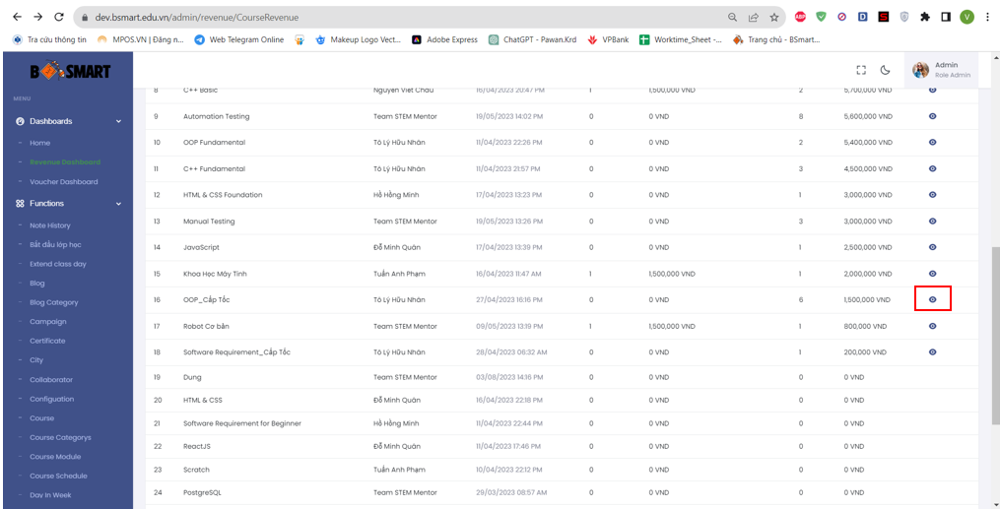 dev.bsmart.edu.vn/admin/revenue/CourseRevenue
ABP D S V
Tra cứu thông tin MPOS.VN | Đăng n... Web Telegram Online Makeup Logo Vect... Adobe Express ChatGPT - Pawan.Krd VPBank Worktime_Sheet -... Trang chủ - BSmart...
B SMART
Admin
Role Admin
MENU
Dashboards
Home
Revenue Dashboard
Voucher Dashboard
Functions
Note History
Bắt đầu lớp học
Extend class day
Blog
Blog Category
Campaign
Certificate
City
Collaborator
Configuation
Course
Course Categorys
Course Module
Course Schedule
Day In Week
8 C++ Basic Nguyễn Việt Châu 16/04/2023 20:47 PM 1 1,500,000 VND 2 5,700,000 VND
9 Automation Testing Team STEM Mentor 19/05/2023 14:02 PM 0 0 VND 8 5,600,000 VND
10 OOP Fundamental Tô Lý Hữu Nhân 11/04/2023 22:26 PM 0 0 VND 2 5,400,000 VND
11 C++ Fundamental Tô Lý Hữu Nhân 11/04/2023 21:57 PM 0 0 VND 3 4,500,000 VND
12 HTML & CSS Foundation Hồ Hồng Minh 17/04/2023 13:23 PM 0 0 VND 1 3,000,000 VND
13 Manual Testing Team STEM Mentor 19/05/2023 13:26 PM 0 0 VND 3 3,000,000 VND
14 JavaScript Đỗ Minh Quân 17/04/2023 13:39 PM 0 0 VND 1 2,500,000 VND
15 Khoa Học Máy Tính Tuấn Anh Phạm 16/04/2023 11:47 AM 1 1,500,000 VND 1 2,000,000 VND
16 OOP_Cấp Tốc Tô Lý Hữu Nhân 27/04/2023 16:16 PM 0 0 VND 6 1,500,000 VND
17 Robot Cơ bản Team STEM Mentor 09/05/2023 13:19 PM 1 1,500,000 VND 1 800,000 VND
18 Software Requirement_Cấp Tốc Tô Lý Hữu Nhân 28/04/2023 06:32 AM 0 0 VND 1 200,000 VND
19 Dung Team STEM Mentor 03/08/2023 14:16 PM 0 0 VND 0 0 VND
20 HTML & CSS Đỗ Minh Quân 16/04/2023 22:18 PM 0 0 VND 0 0 VND
21 Software Requirement for Beginner Hồ Hồng Minh 11/04/2023 22:44 PM 0 0 VND 0 0 VND
22 ReactJS Đỗ Minh Quân 11/04/2023 17:46 PM 0 0 VND 0 0 VND
23 Scratch Tuấn Anh Phạm 10/04/2023 22:12 PM 0 0 VND 0 0 VND
24 PostgreSQL Team STEM Mentor 29/03/2023 08:57 AM 0 0 VND 0 0 VND